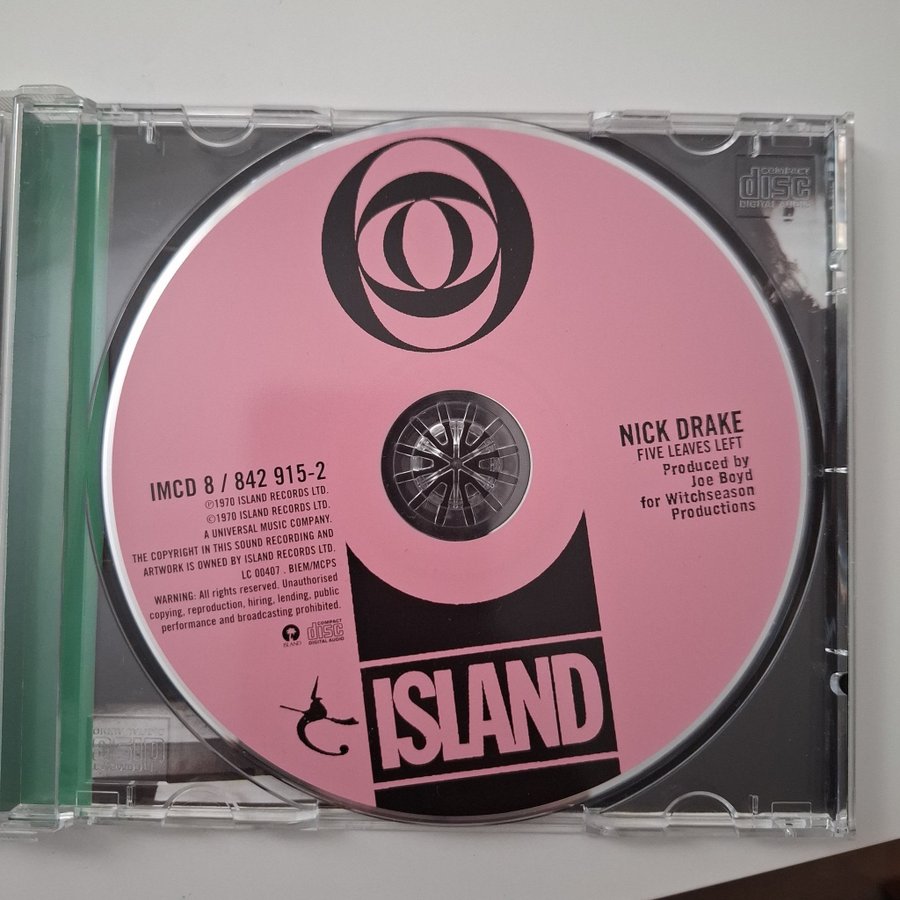 COMPACT
disc
DIGITAL AUDIO
NICK DRAKE
FIVE LEAVES LEFT
Produced by
Joe Boyd
for Witchseason
Productions
IMCD 8 / 842 915-2
℗1970 ISLAND RECORDS LTD.
©1970 ISLAND RECORDS LTD.
A UNIVERSAL MUSIC COMPANY.
THE COPYRIGHT IN THIS SOUND RECORDING AND
ARTWORK IS OWNED BY ISLAND RECORDS LTD.
LC 00407 . BIEM/MCPS
WARNING: All rights reserved. Unauthorised
copying, reproduction, hiring, lending, public
performance and broadcasting prohibited.
ISLAND
COMPACT
disc
DIGITAL AUDIO
ISLAND
DIGITAL AUDIO